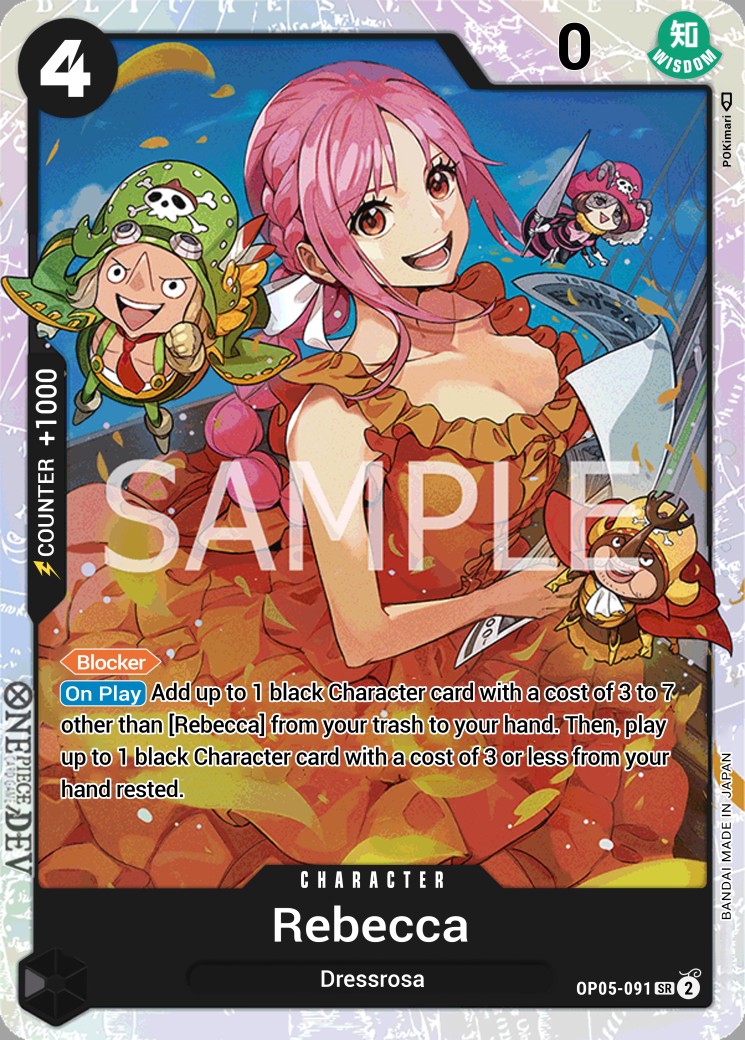 4
0
知
WISDOM
POKimari
COUNTER +1000
SAMPLE
Blocker
On Play Add up to 1 black Character card with a cost of 3 to 7
other than [Rebecca] from your trash to your hand. Then, play
up to 1 black Character card with a cost of 3 or less from your
hand rested.
ONE PIECE.DEV
BANDAI MADE IN JAPAN
CHARACTER
Rebecca
Dressrosa
OP05-091 SR 2